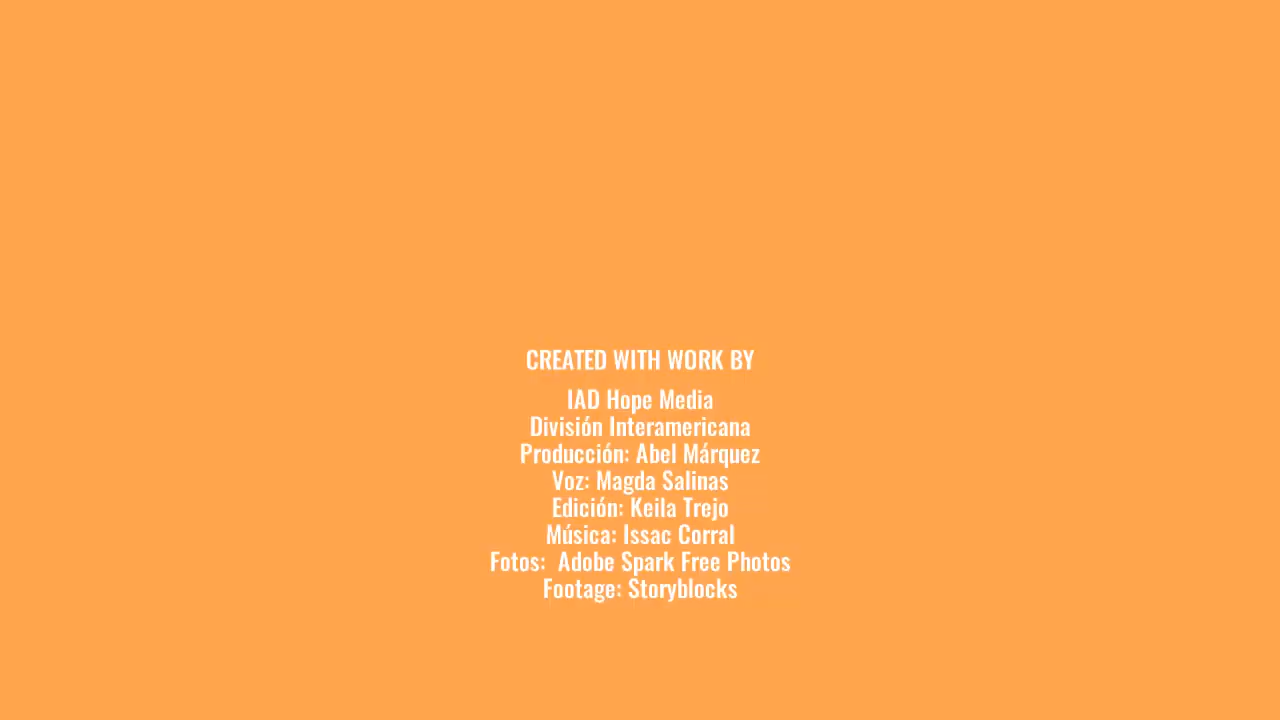 CREATED WITH WORK BY
IAD Hope Media
División Interamericana
Producción: Abel Márquez
Voz: Magda Salinas
Edición: Keila Trejo
Música: Issac Corral
Fotos:  Adobe Spark Free Photos
Footage: Storyblocks